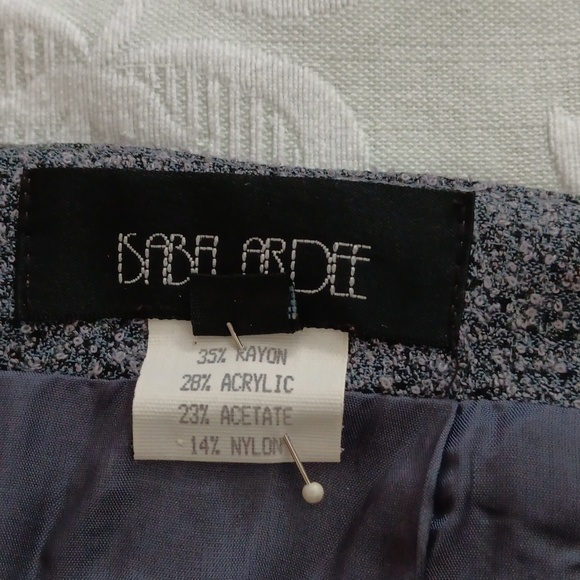 ISABEL ARDEE
35% RAYON
28% ACRYLIC
23% ACETATE
14% NYLON